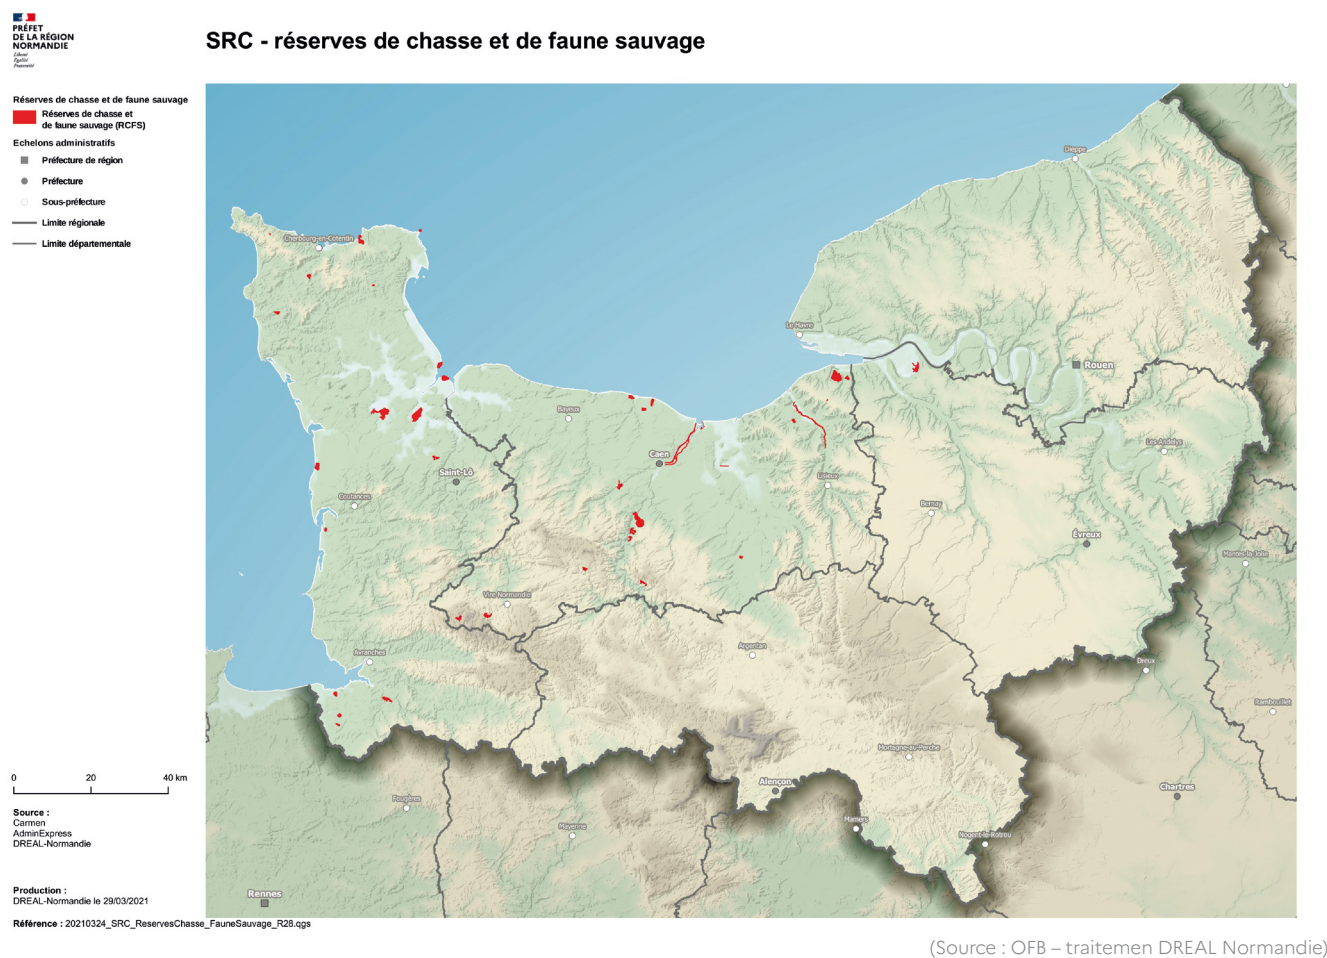 PRÉFET
DE LA RÉGION
NORMANDIE
Liberté
Égalité
Fraternité
SRC - réserves de chasse et de faune sauvage
Réserves de chasse et de faune sauvage
Réserves de chasse et
de faune sauvage (RCFS)
Echelons administratifs
Préfecture de région
Préfecture
Sous-préfecture
Limite régionale
Limite départementale
Dieppe
Cherbourg-en-Cotentin
Le Havre
Rouen
Bayeux
Les Andelys
Caen
Saint-Lô
Lisieux
Coutances
Bernay
Évreux
Mantes-la-Jolie
Vire Normandie
Avranches
Argentan
Dreux
Rambouillet
Mortagne-au-Perche
Alençon
Chartres
Fougères
Mayenne
Mamers
Nogent-le-Rotrou
Rennes
0 20 40 km
Source :
Carmen
AdminExpress
DREAL-Normandie
Production :
DREAL-Normandie le 29/03/2021
Référence : 20210324_SRC_ReservesChasse_FauneSauvage_R28.qgs
(Source : OFB – traitemen DREAL Normandie)